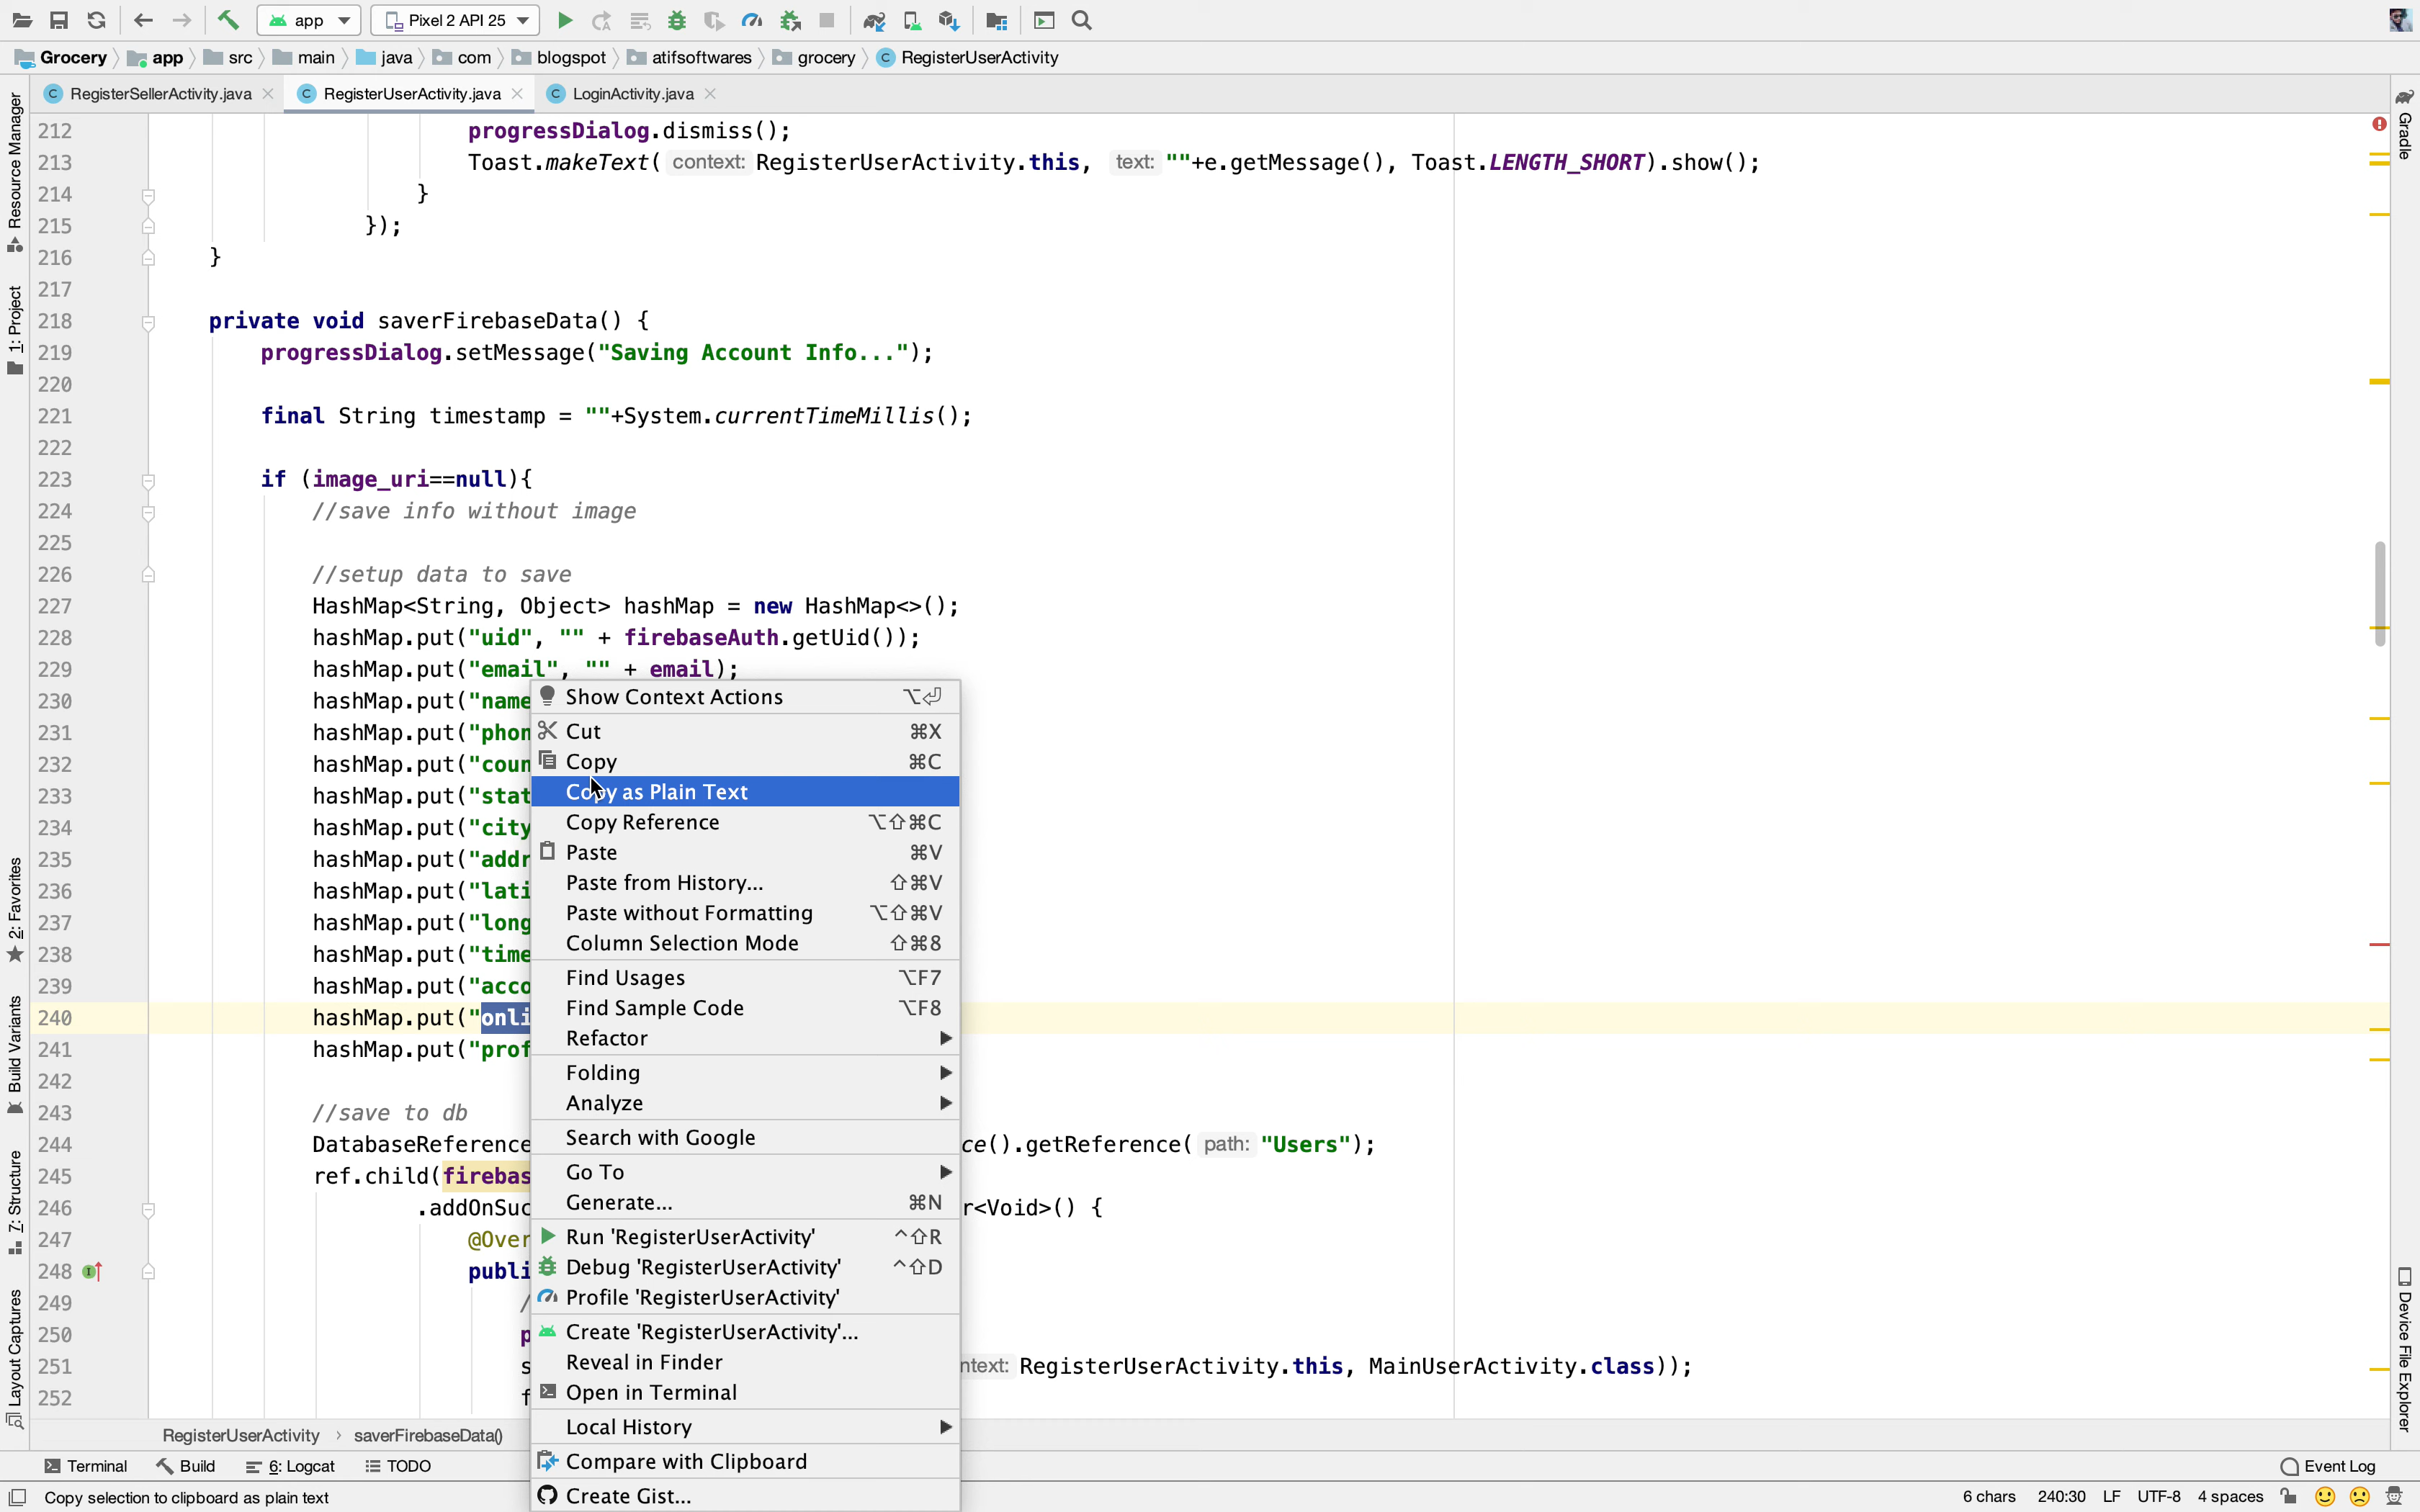 app
Pixel 2 API 25
Grocery app src main java com blogspot atifsoftwares grocery RegisterUserActivity
RegisterSellerActivity.java RegisterUserActivity.java LoginActivity.java
Resource Manager
1: Project
2: Favorites
Build Variants
7: Structure
Layout Captures
212 progressDialog.dismiss();
213 Toast.makeText( context: RegisterUserActivity.this, text: ""+e.getMessage(), Toast.LENGTH_SHORT).show();
214 }
215 });
216 }
217
218 private void saverFirebaseData() {
219 progressDialog.setMessage("Saving Account Info...");
220
221 final String timestamp = ""+System.currentTimeMillis();
222
223 if (image_uri==null){
224 //save info without image
225
226 //setup data to save
227 HashMap<String, Object> hashMap = new HashMap<>();
228 hashMap.put("uid", "" + firebaseAuth.getUid());
229 hashMap.put("email", "" + email);
230 hashMap.put("name
231 hashMap.put("phon
232 hashMap.put("coun
233 hashMap.put("stat
234 hashMap.put("city
235 hashMap.put("addr
236 hashMap.put("lati
237 hashMap.put("long
238 hashMap.put("time
239 hashMap.put("acco
240 hashMap.put("onli
241 hashMap.put("prof
242
243 //save to db
244 DatabaseReference ce().getReference( path: "Users");
245 ref.child(firebas
246 .addOnSuc r<Void>() {
247 @Over
248 publi
249 /
250 p
251 s ntext: RegisterUserActivity.this, MainUserActivity.class));
252 f
Show Context Actions ⌥⏎
Cut ⌘X
Copy ⌘C
Copy as Plain Text
Copy Reference ⌥⇧⌘C
Paste ⌘V
Paste from History... ⇧⌘V
Paste without Formatting ⌥⇧⌘V
Column Selection Mode ⇧⌘8
Find Usages ⌥F7
Find Sample Code ⌥F8
Refactor
Folding
Analyze
Search with Google
Go To
Generate... ⌘N
Run 'RegisterUserActivity' ^⇧R
Debug 'RegisterUserActivity' ^⇧D
Profile 'RegisterUserActivity'
Create 'RegisterUserActivity'...
Reveal in Finder
Open in Terminal
Local History
Compare with Clipboard
Create Gist...
Gradle
Device File Explorer
RegisterUserActivity › saverFirebaseData()
Terminal Build 6: Logcat TODO Event Log
Copy selection to clipboard as plain text 6 chars 240:30 LF UTF-8 4 spaces